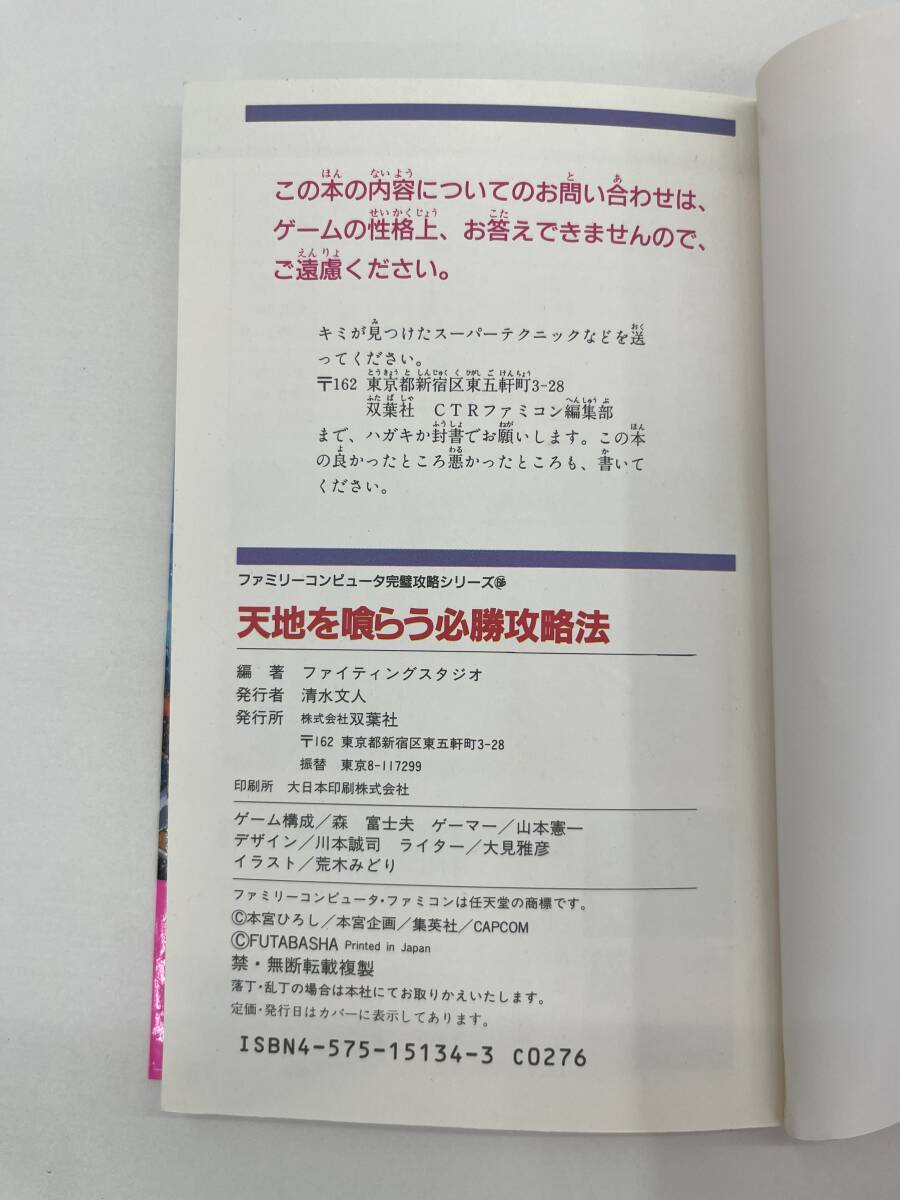 この本の内容についてのお問い合わせは、
ゲームの性格上、お答えできませんので、
ご遠慮ください。
キミが見つけたスーパーテクニックなどを送
ってください。
〒162 東京都新宿区東五軒町3-28
双葉社 CTRファミコン編集部
まで、ハガキか封書でお願いします。この本
の良かったところ悪かったところも、書いて
ください。
ファミリーコンピュータ完璧攻略シリーズ
天地を喰らう必勝攻略法
編 著 ファイティングスタジオ
発行者 清水文人
発行所 株式会社双葉社
〒162 東京都新宿区東五軒町3-28
振替 東京8-117299
印刷所 大日本印刷株式会社
ゲーム構成/森 富士夫 ゲーマー/山本憲一
デザイン/川本誠司 ライター/大見雅彦
イラスト/荒木みどり
ファミリーコンピュータ・ファミコンは任天堂の商標です。
©本宮ひろし/本宮企画/集英社/CAPCOM
©FUTABASHA Printed in Japan
禁・無断転載複製
落丁・乱丁の場合は本社にてお取りかえいたします。
定価・発行日はカバーに表示してあります。
ISBN4-575-15134-3 C0276